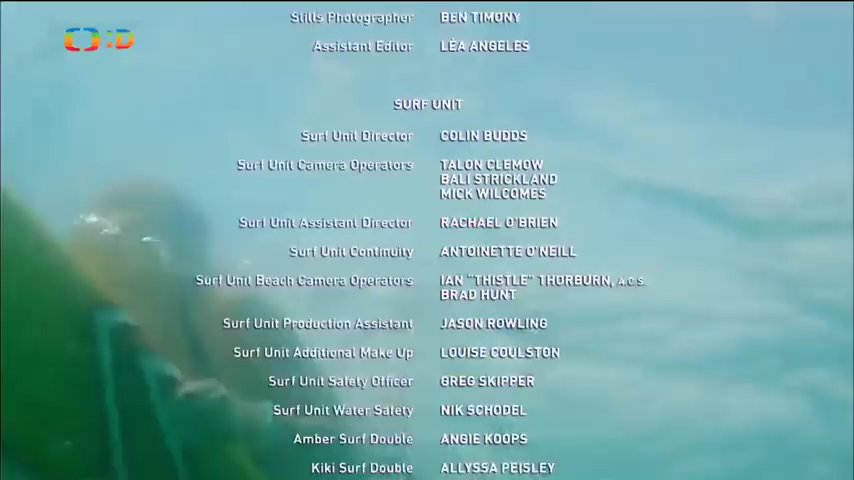 :D
Stills Photographer BEN TIMONY
Assistant Editor LÉA ANGELES
SURF UNIT
Surf Unit Director COLIN BUDDS
Surf Unit Camera Operators TALON CLEMOW
BALI STRICKLAND
MICK WILCOMES
Surf Unit Assistant Director RACHAEL O'BRIEN
Surf Unit Continuity ANTOINETTE O'NEILL
Surf Unit Beach Camera Operators IAN "THISTLE" THORBURN, A.C.S.
BRAD HUNT
Surf Unit Production Assistant JASON ROWLING
Surf Unit Additional Make Up LOUISE COULSTON
Surf Unit Safety Officer GREG SKIPPER
Surf Unit Water Safety NIK SCHODEL
Amber Surf Double ANGIE KOOPS
Kiki Surf Double ALLYSSA PEISLEY